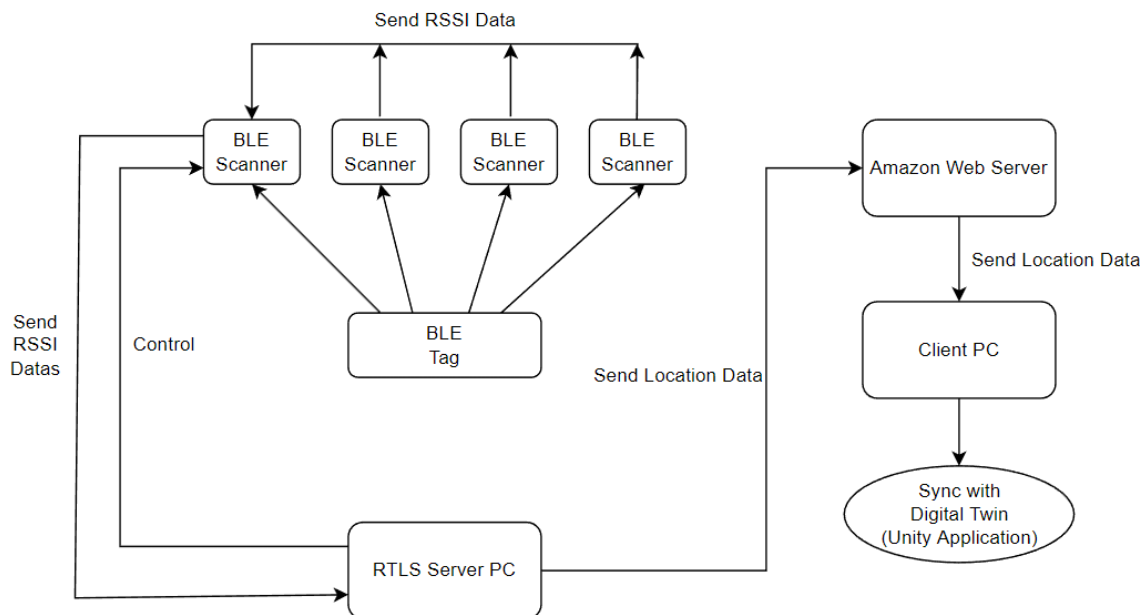 Send RSSI Data
BLE
Scanner
BLE
Scanner
BLE
Scanner
BLE
Scanner
Amazon Web Server
Send Location Data
Send
RSSI
Datas
Control
BLE
Tag
Send Location Data
Client PC
RTLS Server PC
Sync with
Digital Twin
(Unity Application)